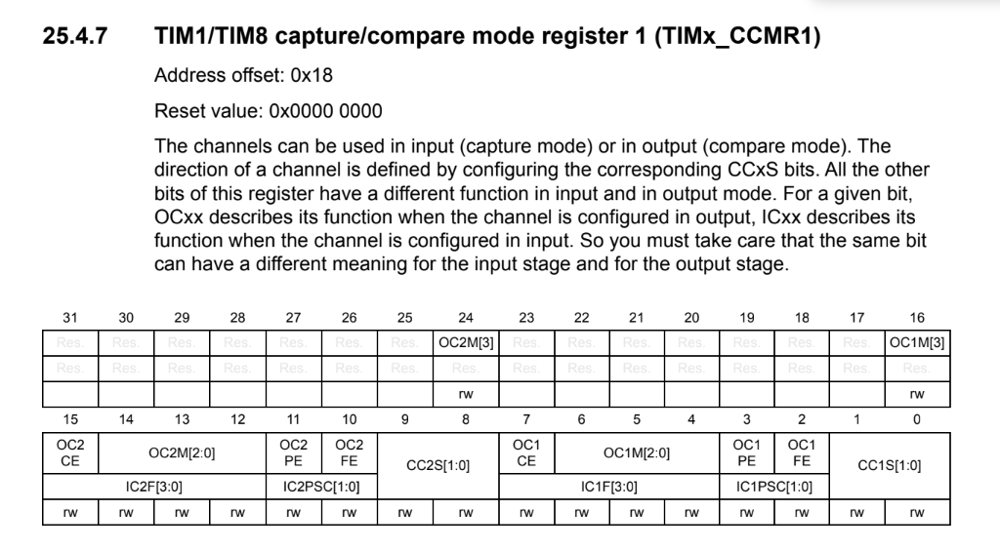 25.4.7 TIM1/TIM8 capture/compare mode register 1 (TIMx_CCMR1)
Address offset: 0x18
Reset value: 0x0000 0000
The channels can be used in input (capture mode) or in output (compare mode). The
direction of a channel is defined by configuring the corresponding CCxS bits. All the other
bits of this register have a different function in input and in output mode. For a given bit,
OCxx describes its function when the channel is configured in output, ICxx describes its
function when the channel is configured in input. So you must take care that the same bit
can have a different meaning for the input stage and for the output stage.
31 30 29 28 27 26 25 24 23 22 21 20 19 18 17 16
Res. Res. Res. Res. Res. Res. Res. OC2M[3] Res. Res. Res. Res. Res. Res. Res. OC1M[3]
Res. Res. Res. Res. Res. Res. Res. Res. Res. Res. Res. Res. Res. Res. Res. Res.
rw rw
15 14 13 12 11 10 9 8 7 6 5 4 3 2 1 0
OC2 CE OC2M[2:0] OC2 PE OC2 FE CC2S[1:0] OC1 CE OC1M[2:0] OC1 PE OC1 FE CC1S[1:0]
IC2F[3:0] IC2PSC[1:0] IC1F[3:0] IC1PSC[1:0]
rw rw rw rw rw rw rw rw rw rw rw rw rw rw rw rw